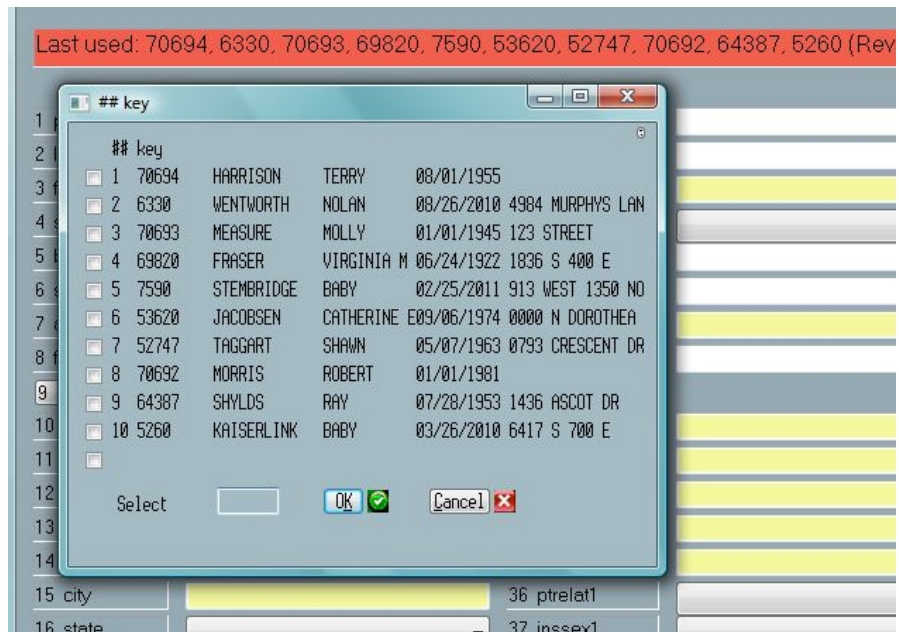 Last used: 70694, 6330, 70693, 69820, 7590, 53620, 52747, 70692, 64387, 5260 (Rev
## key
## key
1 70694 HARRISON TERRY 08/01/1955
2 6330 WENTWORTH NOLAN 08/26/2010 4984 MURPHYS LAN
3 70693 MEASURE MOLLY 01/01/1945 123 STREET
4 69820 FRASER VIRGINIA M 06/24/1922 1836 S 400 E
5 7590 STEMBRIDGE BABY 02/25/2011 913 WEST 1350 NO
6 53620 JACOBSEN CATHERINE E09/06/1974 0000 N DOROTHEA
7 52747 TAGGART SHAWN 05/07/1963 0793 CRESCENT DR
8 70692 MORRIS ROBERT 01/01/1981
9 64387 SHYLDS RAY 07/28/1953 1436 ASCOT DR
10 5260 KAISERLINK BABY 03/26/2010 6417 S 700 E
Select OK Cancel
1
2
3
4
5
6
7
8
9
10
11
12
13
14
15 city 36 ptrelat1
16 state 37 inssex1